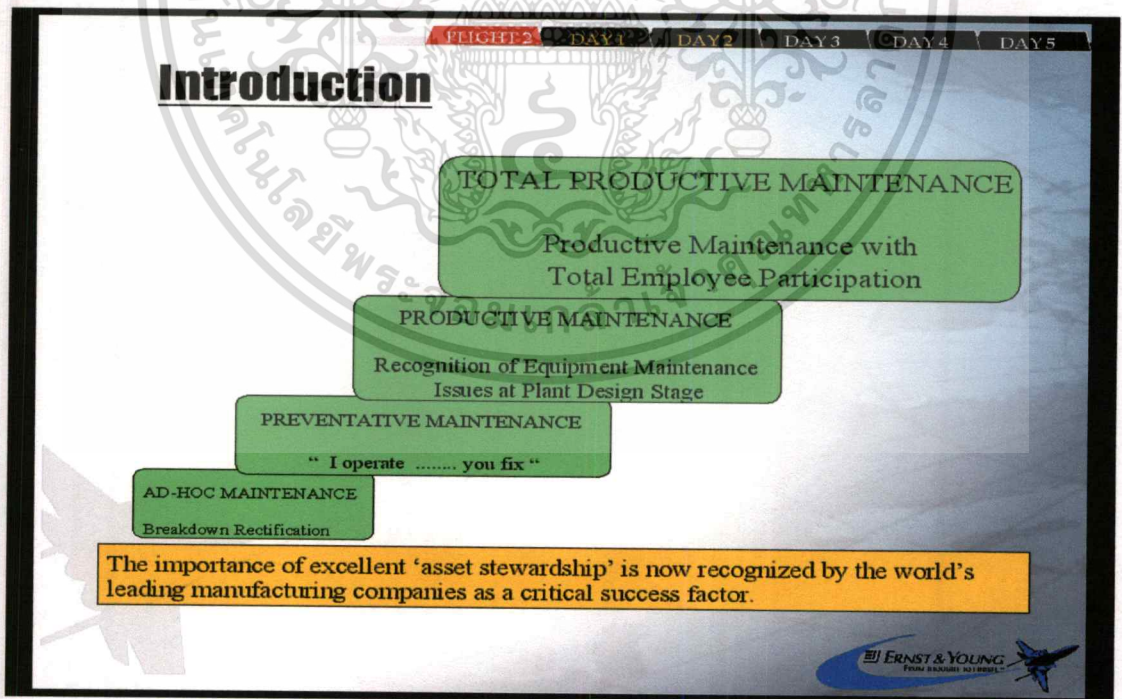 FLIGHT-2 DAY 1 DAY 2 DAY 3 DAY 4 DAY 5
Introduction
TOTAL PRODUCTIVE MAINTENANCE
Productive Maintenance with
Total Employee Participation
PRODUCTIVE MAINTENANCE
Recognition of Equipment Maintenance
Issues at Plant Design Stage
PREVENTATIVE MAINTENANCE
“ I operate ........ you fix “
AD-HOC MAINTENANCE
Breakdown Rectification
The importance of excellent ‘asset stewardship’ is now recognized by the world’s
leading manufacturing companies as a critical success factor.
ERNST & YOUNG